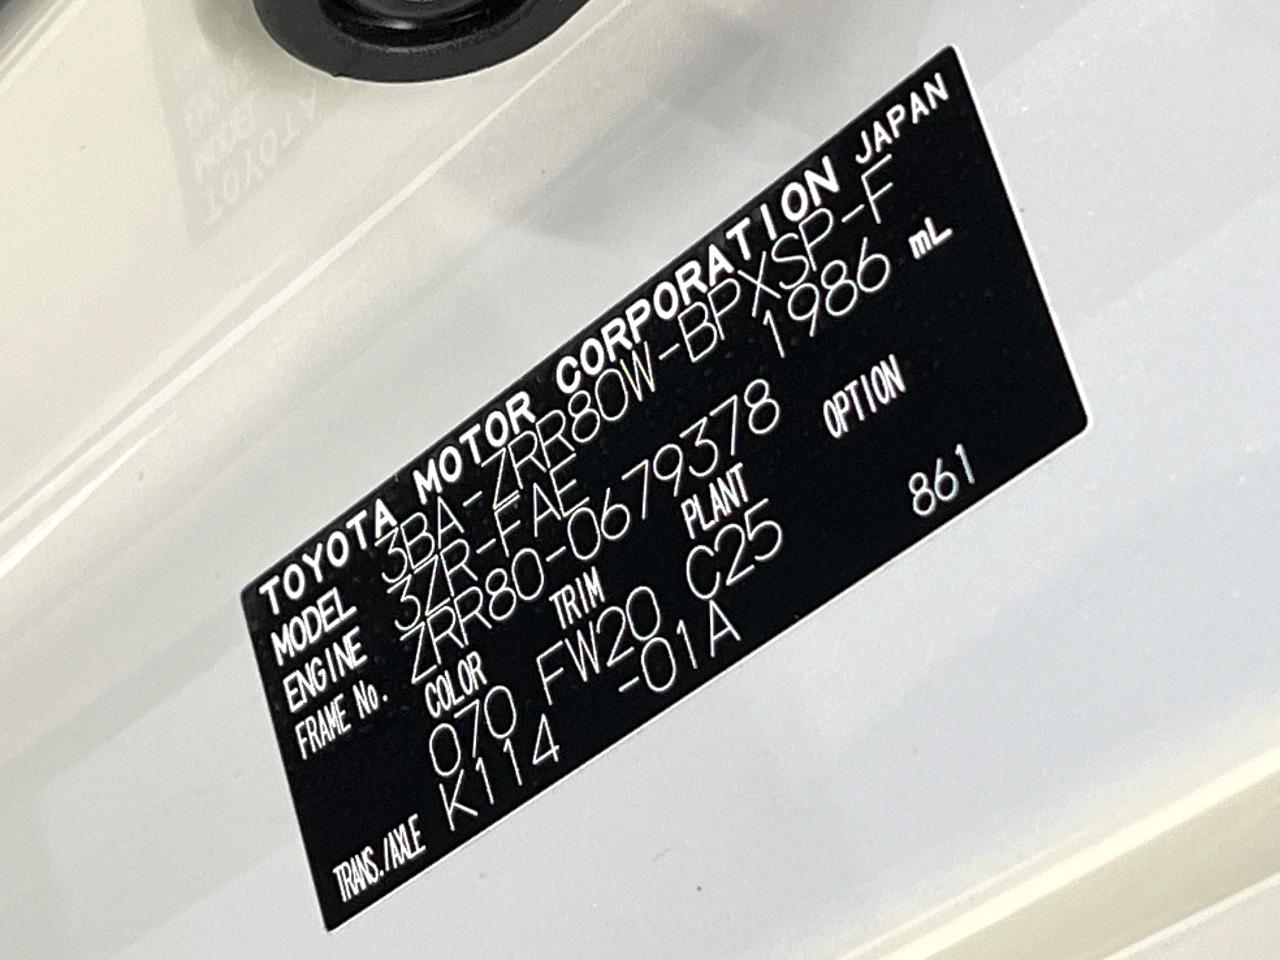 TOYOTA MOTOR CORPORATION JAPAN
MODEL 3BA-ZRR80W-BPXSP-F
ENGINE 3ZR-FAE 1986 mL
FRAME No. ZRR80-0679378
COLOR TRIM PLANT OPTION
070 FW20 C25 861
TRANS./AXLE K114 -01A